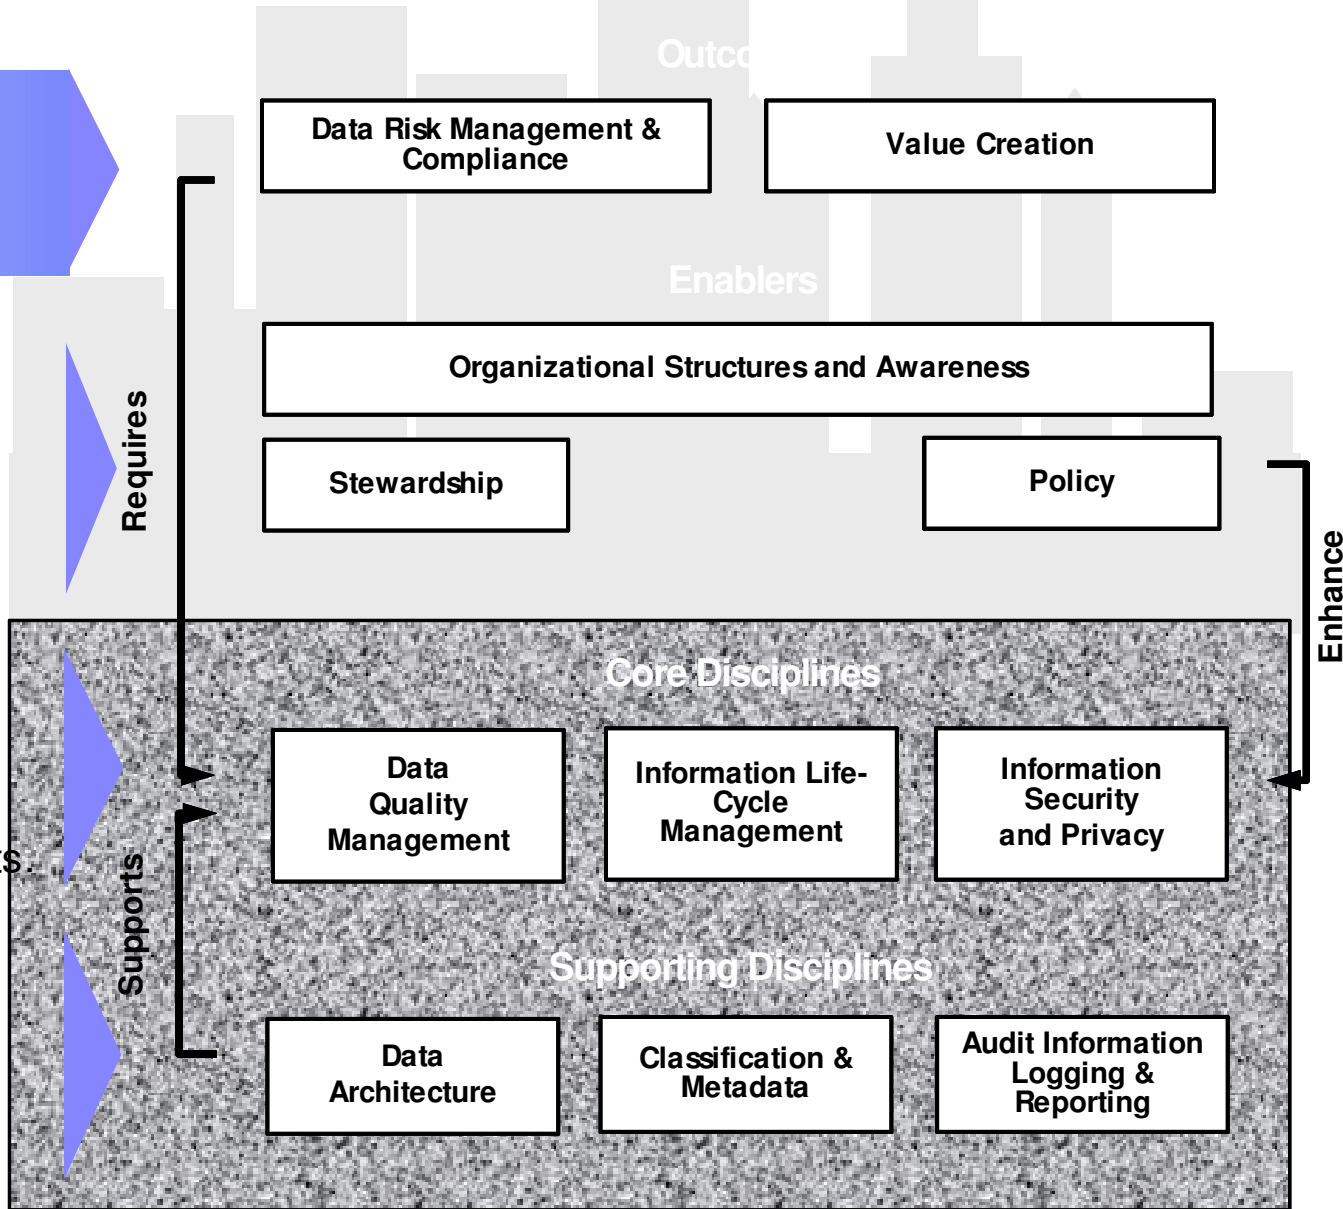 Outco
Data Risk Management &
Compliance
Value Creation
Enablers
Organizational Structures and Awareness
Requires
Stewardship
Policy
Enhance
Core Disciplines
Data
Quality
Management
Information Life-
Cycle
Management
Information
Security
and Privacy
ts.
Supports
Supporting Disciplines
Data
Architecture
Classification &
Metadata
Audit Information
Logging &
Reporting